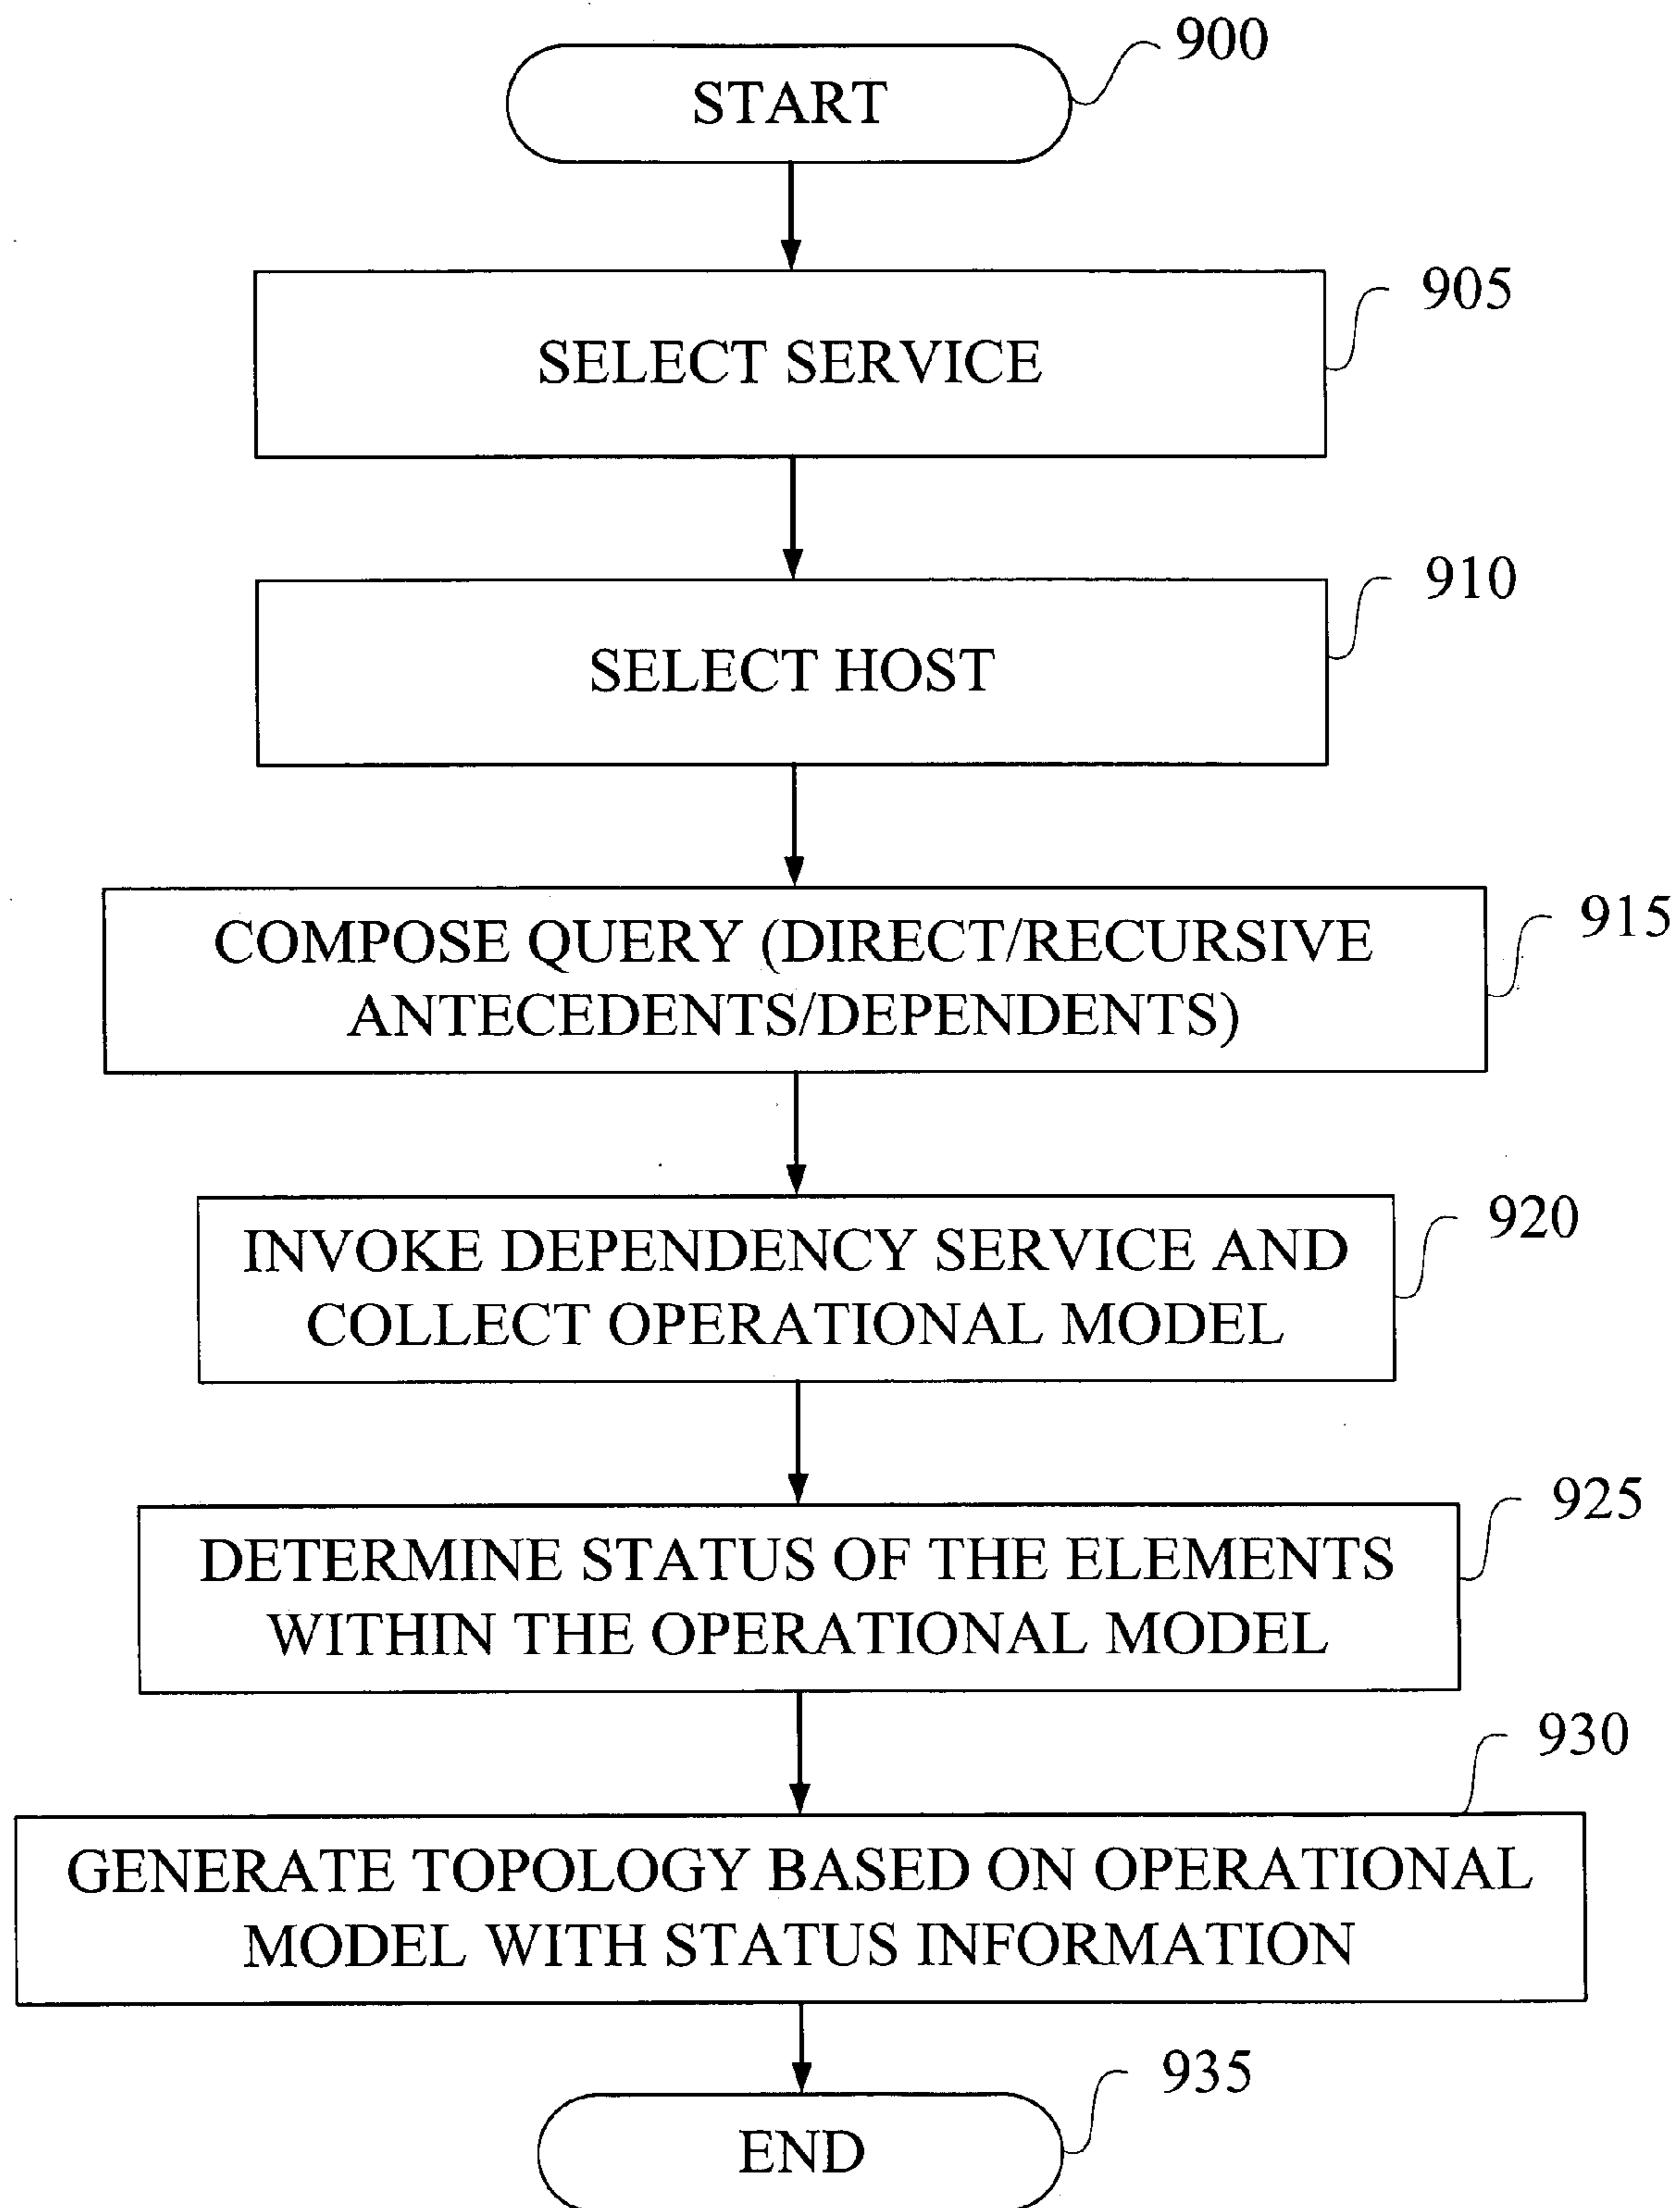 900
START
905
SELECT SERVICE
910
SELECT HOST
915
COMPOSE QUERY (DIRECT/RECURSIVE
ANTECEDENTS/DEPENDENTS)
920
INVOKE DEPENDENCY SERVICE AND
COLLECT OPERATIONAL MODEL
925
DETERMINE STATUS OF THE ELEMENTS
WITHIN THE OPERATIONAL MODEL
930
GENERATE TOPOLOGY BASED ON OPERATIONAL
MODEL WITH STATUS INFORMATION
935
END